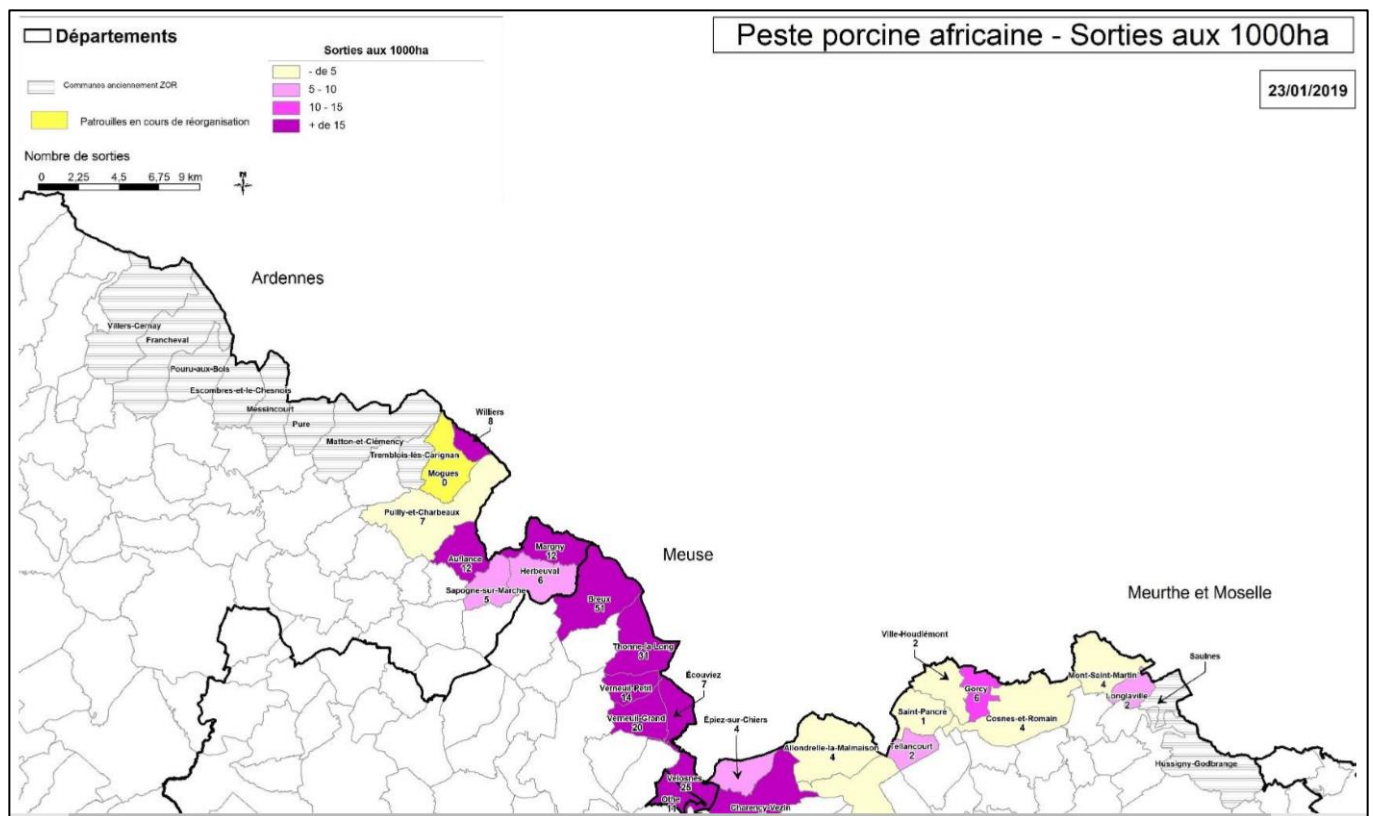 Départements
Communes anciennement ZOR
Patrouilles en cours de réorganisation
Nombre de sorties
0 2,25 4,5 6,75 9 km
Sorties aux 1000ha
- de 5
5 - 10
10 - 15
+ de 15
Peste porcine africaine - Sorties aux 1000ha
23/01/2019
Ardennes
Villers-Cernay
Francheval
Pouru-aux-Bois
Escombres-et-le-Chesnois
Messincourt
Pure
Matton-et-Clémency
Tremblois-lès-Carignan
Williers
8
Mogues
0
Puilly-et-Charbeaux
7
Auflance
12
Sapogne-sur-Marche
5
Margny
12
Herbeuval
6
Meuse
Breux
51
Thonne-la-Long
31
Écouviez
7
Verneuil-Petit
14
Verneuil-Grand
20
Épiez-sur-Chiers
4
Velosnes
25
Othe
11
Charency-Vezin
Allondrelle-la-Malmaison
4
Meurthe et Moselle
Ville-Houdlémont
2
Gorcy
6
Saint-Pancré
1
Cosnes-et-Romain
4
Tellancourt
2
Mont-Saint-Martin
4
Longlaville
2
Saulnes
Hussigny-Godbrange